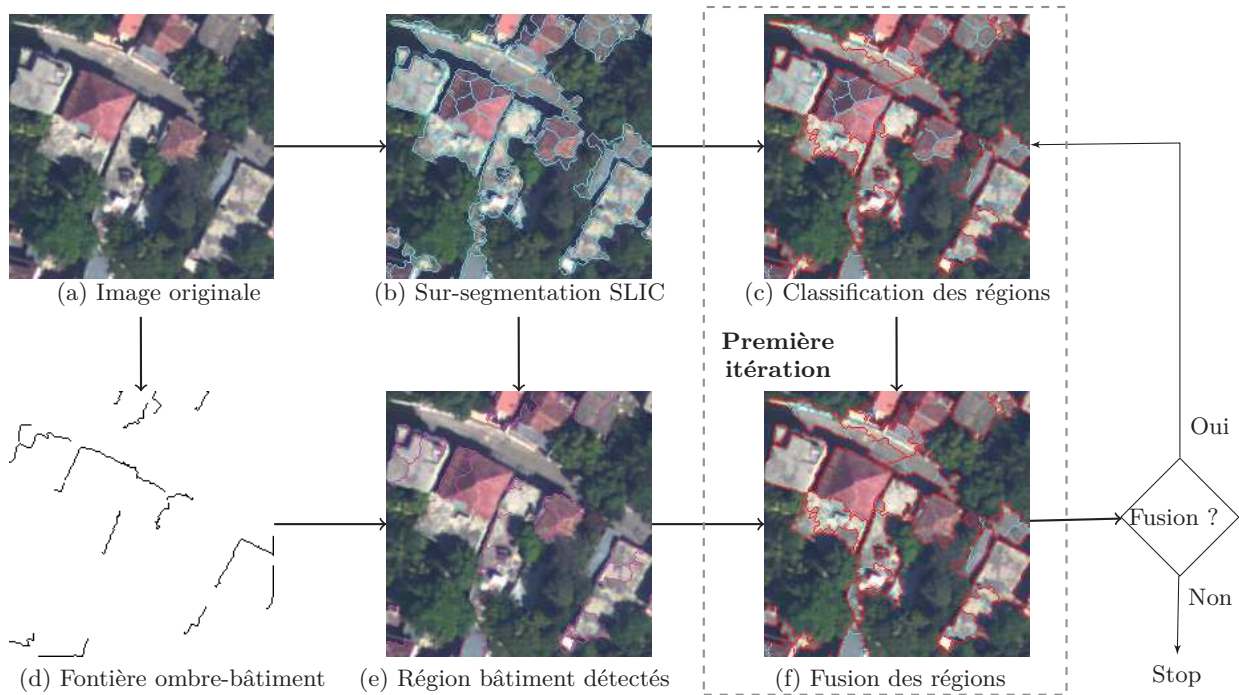 (a) Image originale
(b) Sur-segmentation SLIC
(c) Classification des régions
Première
itération
Oui
Fusion ?
Non
(d) Fontière ombre-bâtiment
(e) Région bâtiment détectés
(f) Fusion des régions
Stop